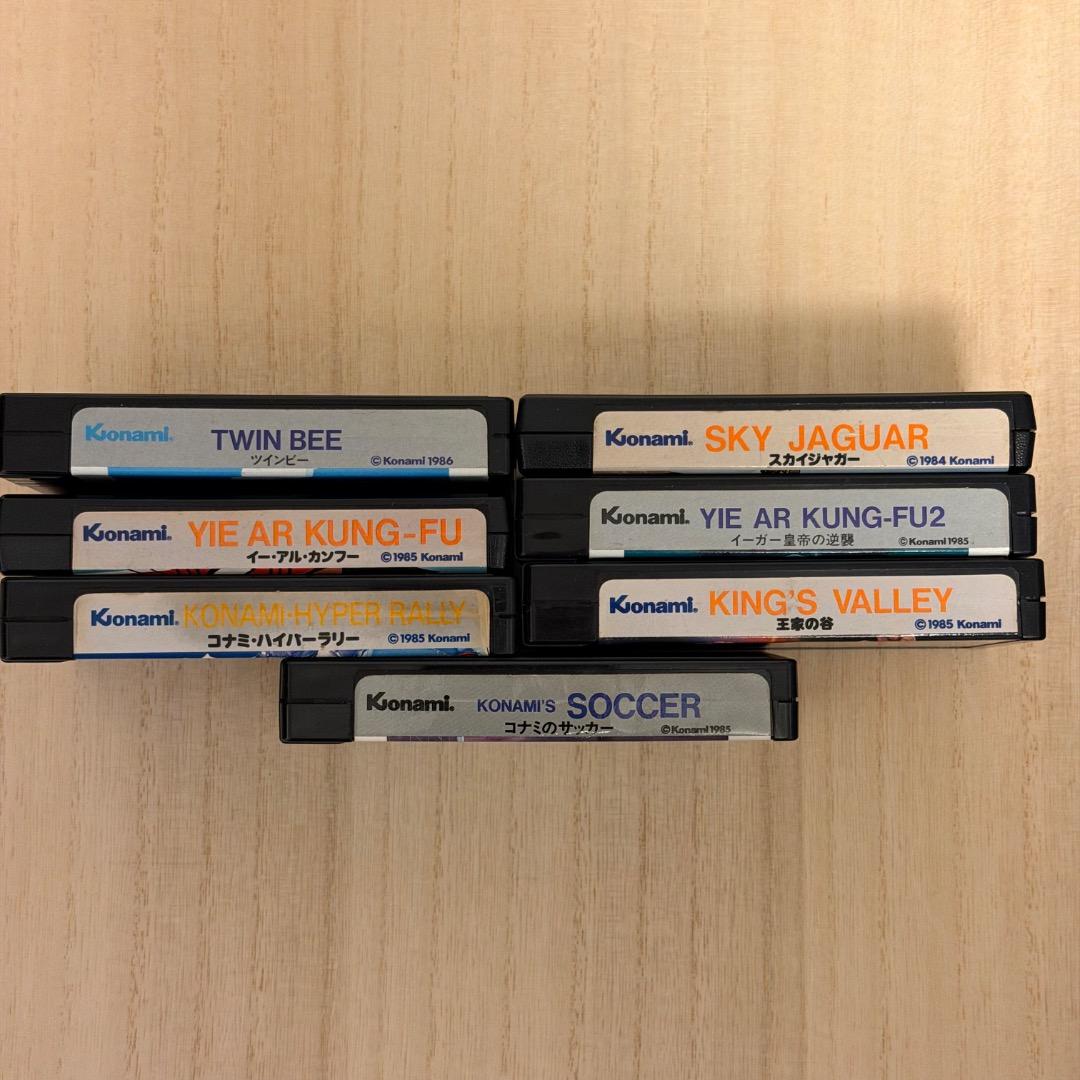 Konami. TWIN BEE
ツインビー ©Konami 1986
Konami. YIE AR KUNG-FU
イー・アル・カンフー ©1985 Konami
Konami. KONAMI・HYPER RALLY
コナミ・ハイパーラリー ©1985 Konami
Konami. SKY JAGUAR
スカイジャガー ©1984 Konami
Konami. YIE AR KUNG-FU2
イーガー皇帝の逆襲 ©Konami 1985
Konami. KING'S VALLEY
王家の谷 ©1985 Konami
Konami. KONAMI'S SOCCER
コナミのサッカー ©Konami 1985